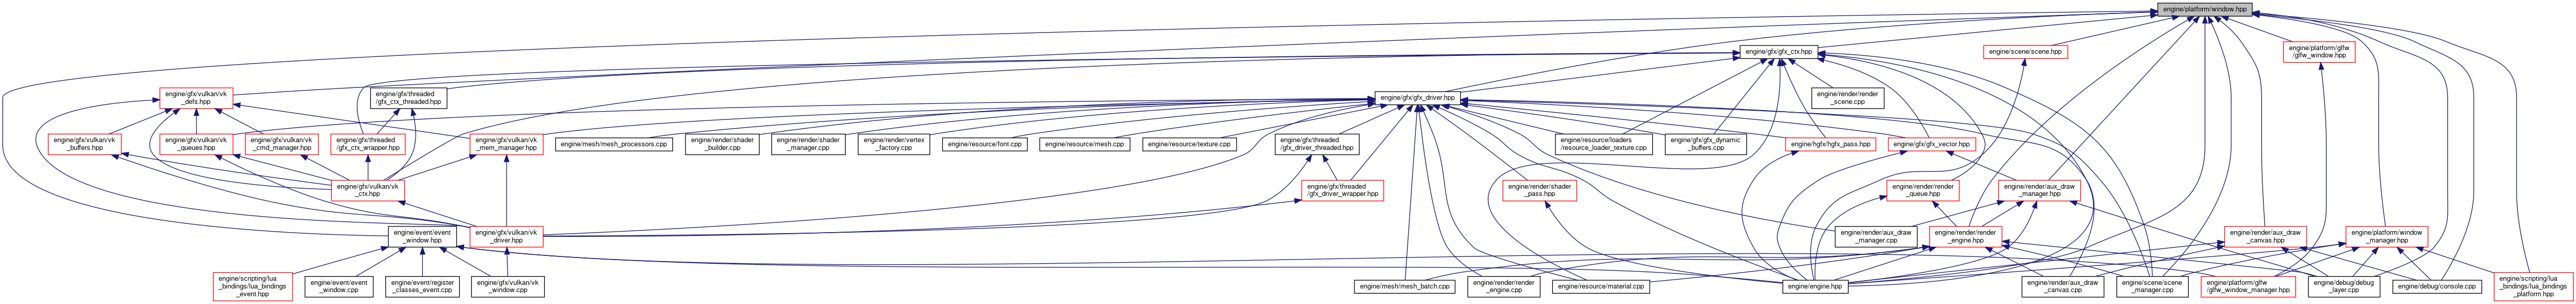 engine/platform/window.hpp
engine/gfx/gfx_ctx.hpp
engine/scene/scene.hpp
engine/platform/glfw
/glfw_window.hpp
engine/gfx/vulkan/vk
_defs.hpp
engine/gfx/threaded
/gfx_ctx_threaded.hpp
engine/gfx/gfx_driver.hpp
engine/render/render
_scene.cpp
engine/gfx/vulkan/vk
_buffers.hpp
engine/gfx/vulkan/vk
_queues.hpp
engine/gfx/vulkan/vk
_cmd_manager.hpp
engine/gfx/threaded
/gfx_ctx_wrapper.hpp
engine/gfx/vulkan/vk
_mem_manager.hpp
engine/mesh/mesh_processors.cpp
engine/render/shader
_builder.cpp
engine/render/shader
_manager.cpp
engine/render/vertex
_factory.cpp
engine/resource/font.cpp
engine/resource/mesh.cpp
engine/resource/texture.cpp
engine/gfx/threaded
/gfx_driver_threaded.hpp
engine/resource/loaders
/resource_loader_texture.cpp
engine/gfx/gfx_dynamic
_buffers.cpp
engine/hgfx/hgfx_pass.hpp
engine/gfx/gfx_vector.hpp
engine/gfx/vulkan/vk
_ctx.hpp
engine/gfx/threaded
/gfx_driver_wrapper.hpp
engine/render/shader
_pass.hpp
engine/render/render
_queue.hpp
engine/render/aux_draw
_manager.hpp
engine/event/event
_window.hpp
engine/gfx/vulkan/vk
_driver.hpp
engine/render/aux_draw
_manager.cpp
engine/render/render
_engine.hpp
engine/render/aux_draw
_canvas.hpp
engine/platform/window
_manager.hpp
engine/scripting/lua
_bindings/lua_bindings
_event.hpp
engine/event/event
_window.cpp
engine/event/register
_classes_event.cpp
engine/gfx/vulkan/vk
_window.cpp
engine/mesh/mesh_batch.cpp
engine/render/render
_engine.cpp
engine/resource/material.cpp
engine/engine.hpp
engine/render/aux_draw
_canvas.cpp
engine/scene/scene
_manager.cpp
engine/platform/glfw
/glfw_window_manager.hpp
engine/debug/debug
_layer.cpp
engine/debug/console.cpp
engine/scripting/lua
_bindings/lua_bindings
_platform.hpp